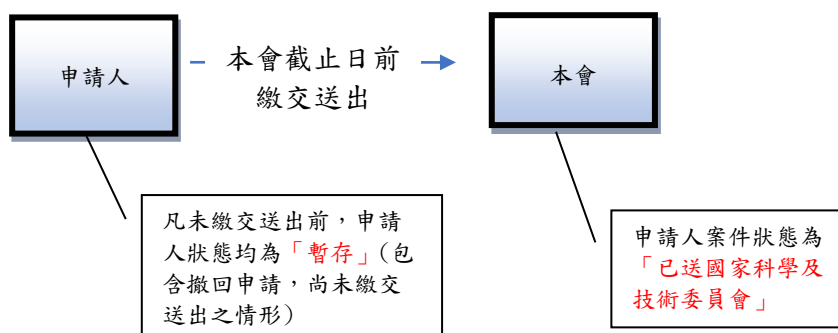 申請人
本會截止日前
繳交送出
本會
凡未繳交送出前，申請
人狀態均為「暫存」(包
含撤回申請，尚未繳交
送出之情形)
申請人案件狀態為
「已送國家科學及
技術委員會」